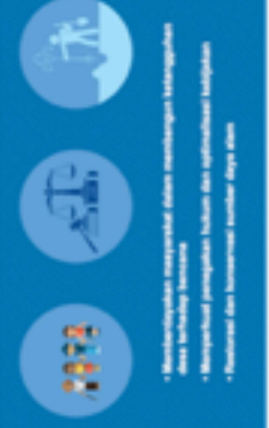 • Memberdayakan masyarakat dalam membangun ketangguhan
desa terhadap bencana
• Memperkuat penegakan hukum dan optimalisasi kebijakan
• Restorasi dan konservasi sumber daya alam